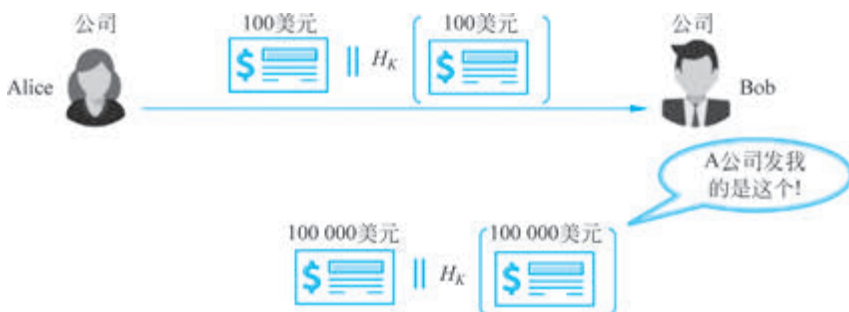 公司 100美元 100美元 公司
$ || H_K ( $ )
Alice Bob
A公司发我
的是这个!
100 000美元 100 000美元
$ || H_K ( $ )